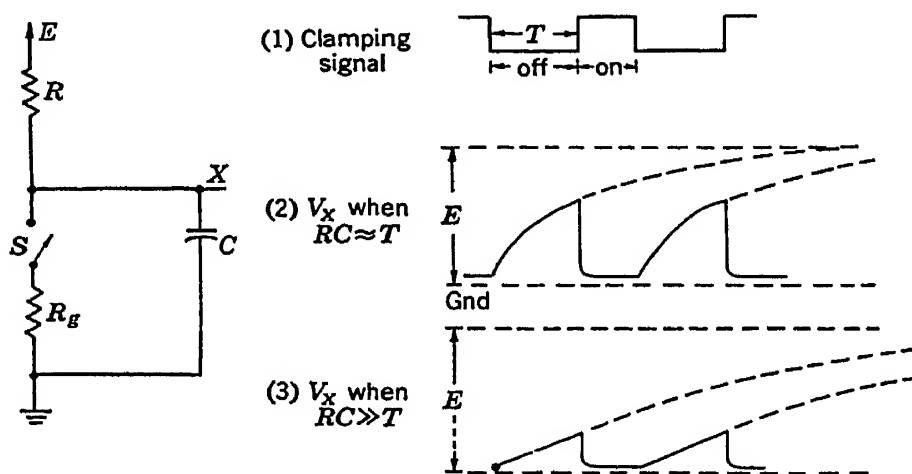 E
R
X
S
C
R_g
(1) Clamping
signal
T
off
on
(2) V_X when
RC≈T
E
Gnd
(3) V_X when
RC≫T
E